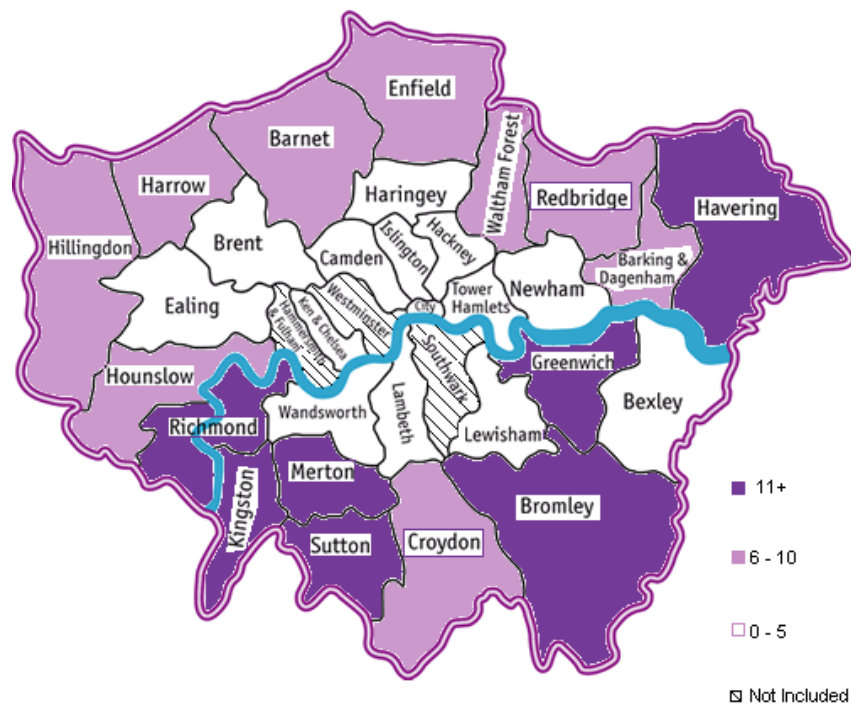 Enfield
Barnet
Waltham Forest
Harrow
Haringey
Redbridge
Havering
Hillingdon
Brent
Camden
Islington
Hackney
Barking &
Dagenham
Ealing
Westminster
City
Tower
Hamlets
Newham
Hammersmith
& Fulham
Ken & Chelsea
Southwark
Greenwich
Hounslow
Richmond
Wandsworth
Lambeth
Lewisham
Bexley
Kingston
Merton
Bromley
Sutton
Croydon
11+
6 - 10
0 - 5
Not Included